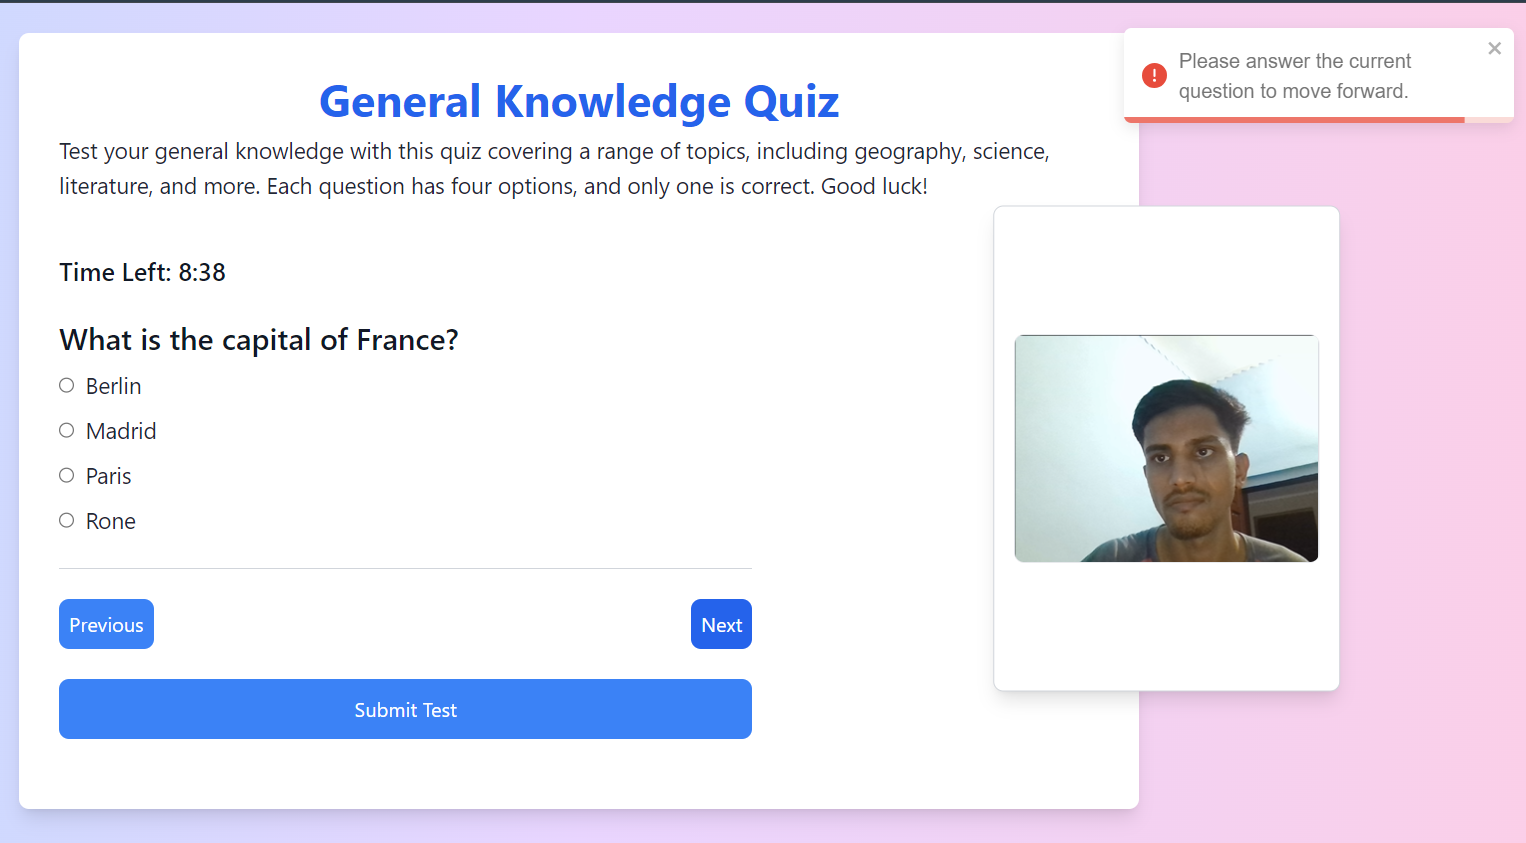 General Knowledge Quiz
Test your general knowledge with this quiz covering a range of topics, including geography, science,
literature, and more. Each question has four options, and only one is correct. Good luck!
Time Left: 8:38
What is the capital of France?
Berlin
Madrid
Paris
Rone
Previous
Next
Submit Test
Please answer the current
question to move forward.